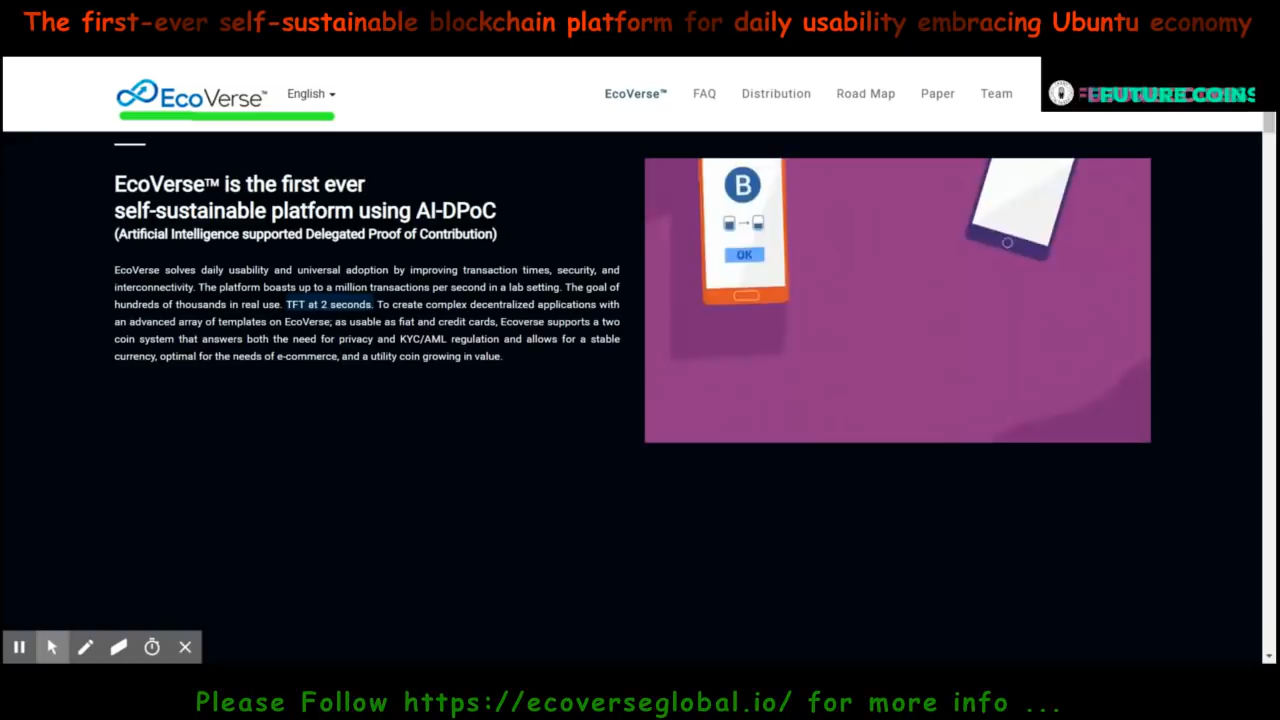 The first-ever self-sustainable blockchain platform for daily usability embracing Ubuntu economy
EcoVerse™
English
EcoVerse™ FAQ Distribution Road Map Paper Team
FUTURE COINS
EcoVerse™ is the first ever
self-sustainable platform using AI-DPoC
(Artificial Intelligence supported Delegated Proof of Contribution)
EcoVerse solves daily usability and universal adoption by improving transaction times, security, and
interconnectivity. The platform boasts up to a million transactions per second in a lab setting. The goal of
hundreds of thousands in real use. TFT at 2 seconds. To create complex decentralized applications with
an advanced array of templates on EcoVerse; as usable as fiat and credit cards, Ecoverse supports a two
coin system that answers both the need for privacy and KYC/AML regulation and allows for a stable
currency, optimal for the needs of e-commerce, and a utility coin growing in value.
B
OK
Please Follow https://ecoverseglobal.io/ for more info ...